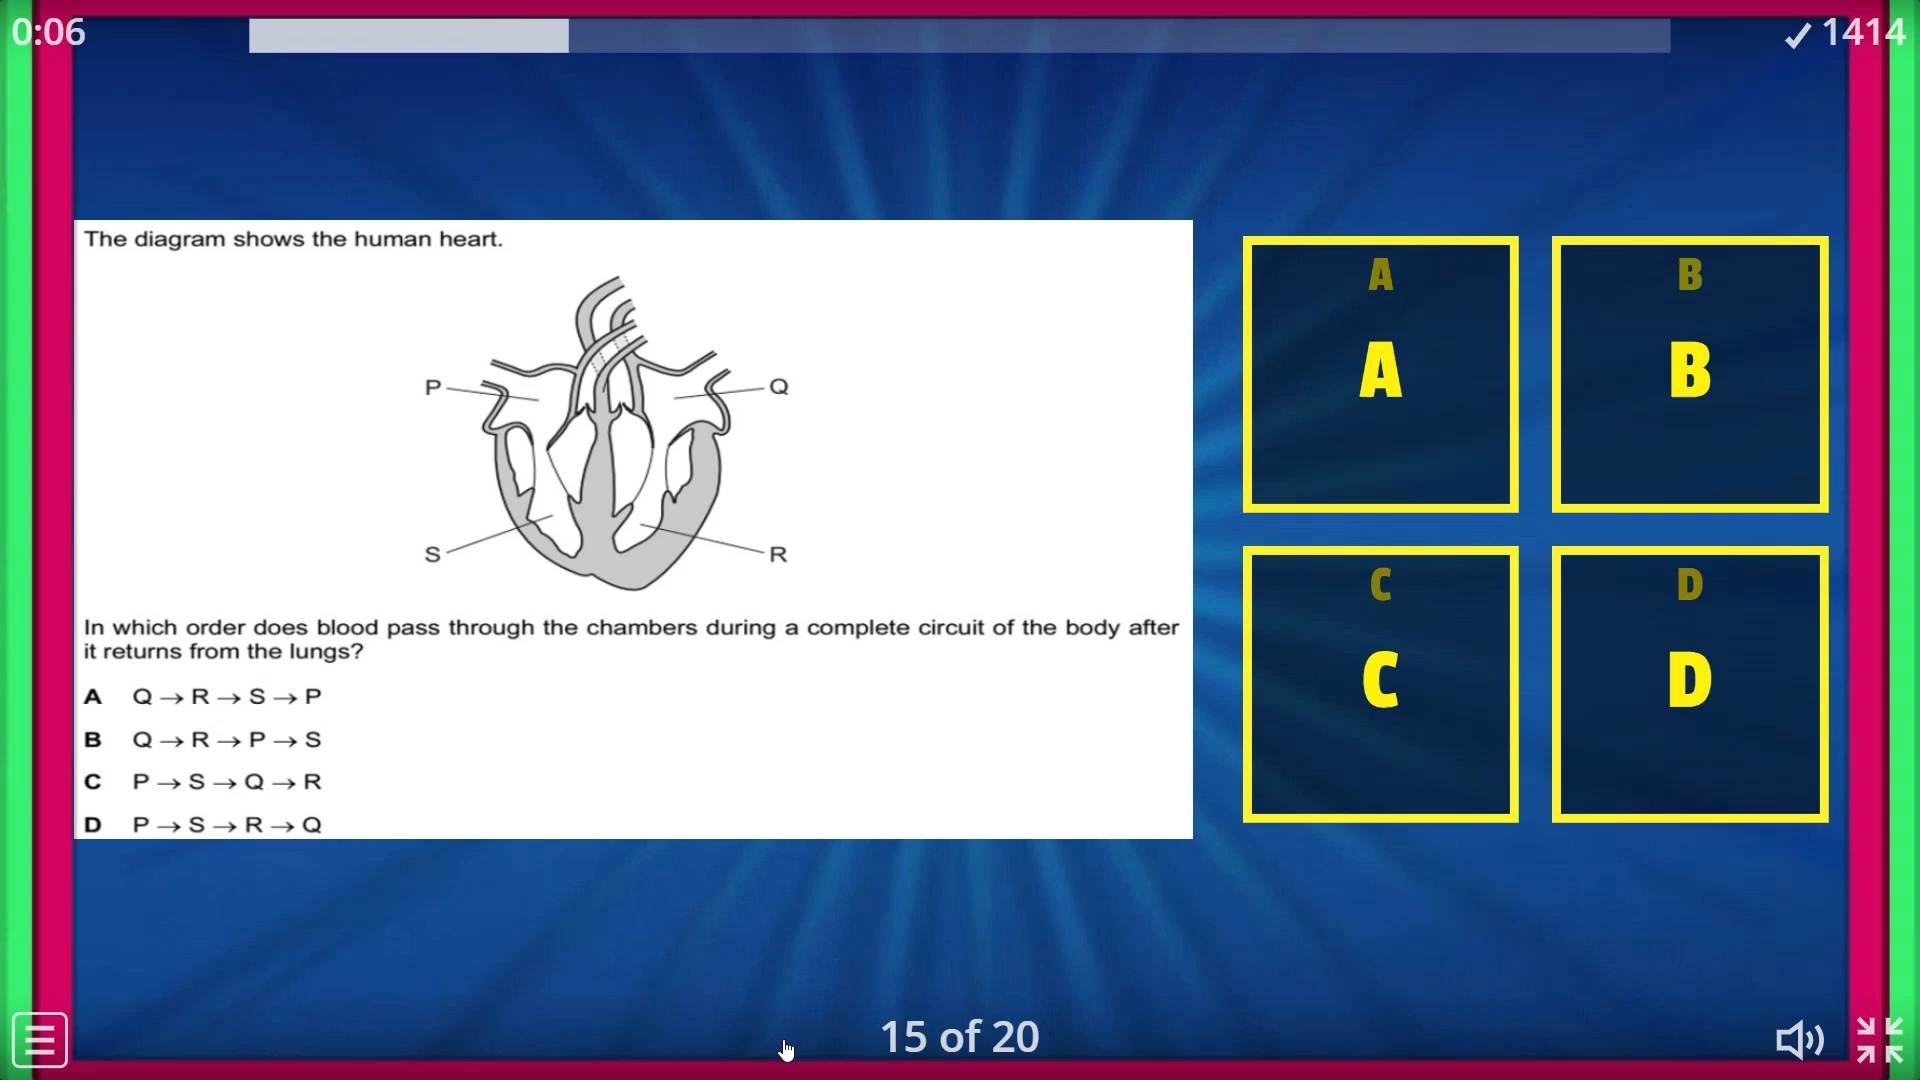 0:06
✓ 1414
The diagram shows the human heart.
P
Q
S
R
In which order does blood pass through the chambers during a complete circuit of the body after
it returns from the lungs?
A Q → R → S → P
B Q → R → P → S
C P → S → Q → R
D P → S → R → Q
A
A
B
B
C
C
D
D
15 of 20